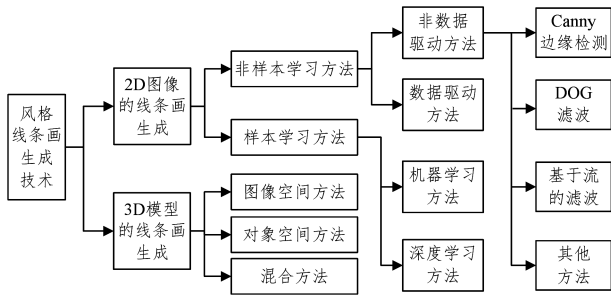 风格
线条画
生成
技术
2D图像
的线条画
生成
3D模型
的线条画
生成
非样本学习方法
样本学习方法
图像空间方法
对象空间方法
混合方法
非数据
驱动方法
数据驱动
方法
机器学习
方法
深度学习
方法
Canny
边缘检测
DOG
滤波
基于流
的滤波
其他
方法